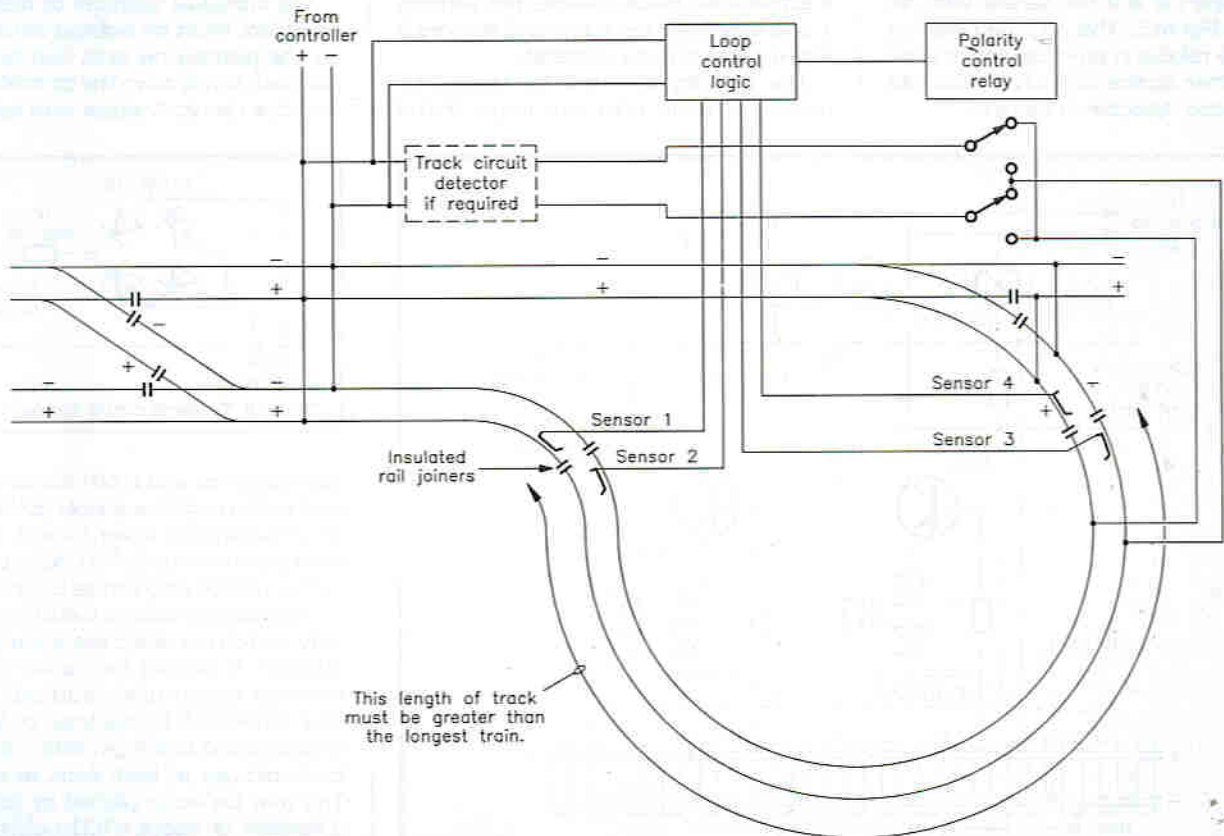 From
controller
+ −
Loop
control
logic
Polarity
control
relay
Track circuit
detector
if required
−
+
−
+
−
+
−
+
−
+
−
+
Sensor 4
−
+
Sensor 1
Sensor 3
Sensor 2
Insulated
rail joiners
This length of track
must be greater than
the longest train.